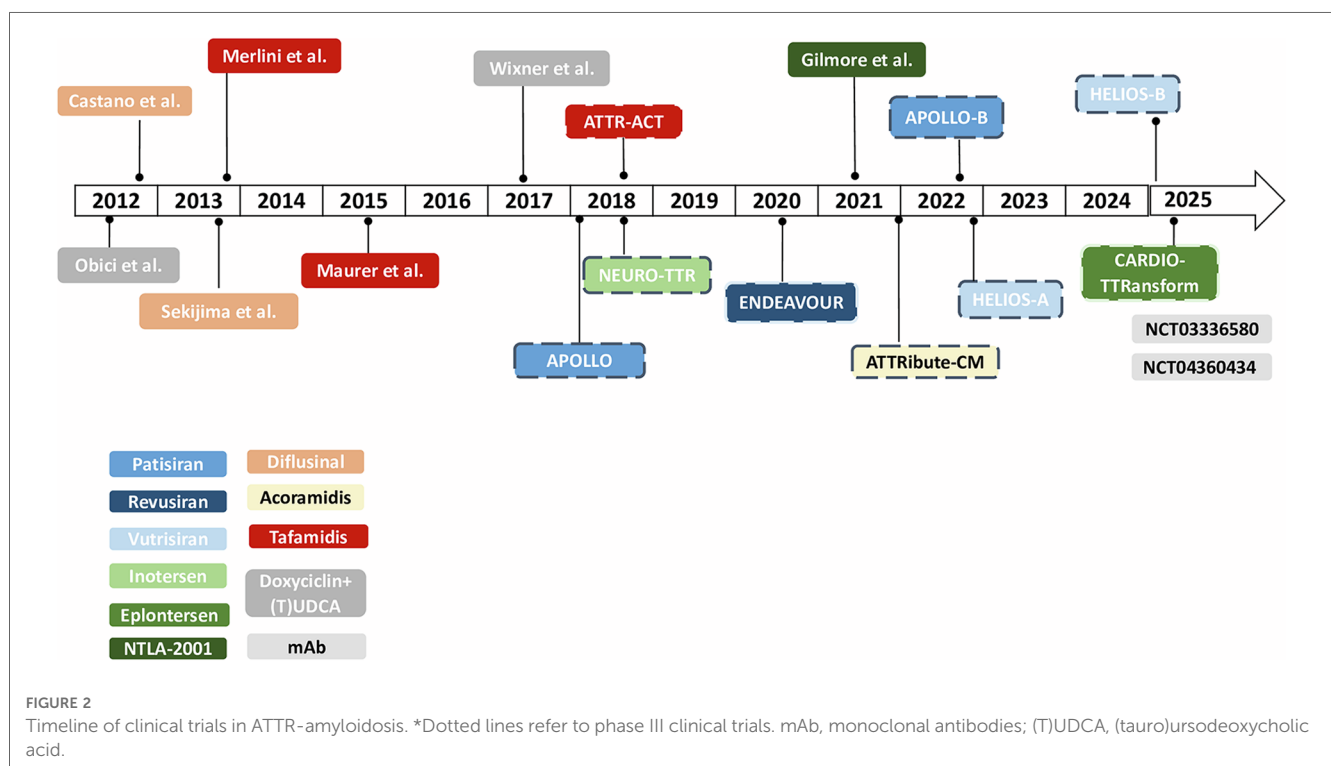 Merlini et al.
Castano et al.
Wixner et al.
ATTR-ACT
Gilmore et al.
APOLLO-B
HELIOS-B
2012 2013 2014 2015 2016 2017 2018 2019 2020 2021 2022 2023 2024 2025
Obici et al.
Sekijima et al.
Maurer et al.
APOLLO
NEURO-TTR
ENDEAVOUR
ATTRibute-CM
HELIOS-A
CARDIO-
TTRansform
NCT03336580
NCT04360434
Patisiran
Revusiran
Vutrisiran
Inotersen
Eplontersen
NTLA-2001
Diflusinal
Acoramidis
Tafamidis
Doxyciclin+
(T)UDCA
mAb
FIGURE 2
Timeline of clinical trials in ATTR-amyloidosis. *Dotted lines refer to phase III clinical trials. mAb, monoclonal antibodies; (T)UDCA, (tauro)ursodeoxycholic
acid.